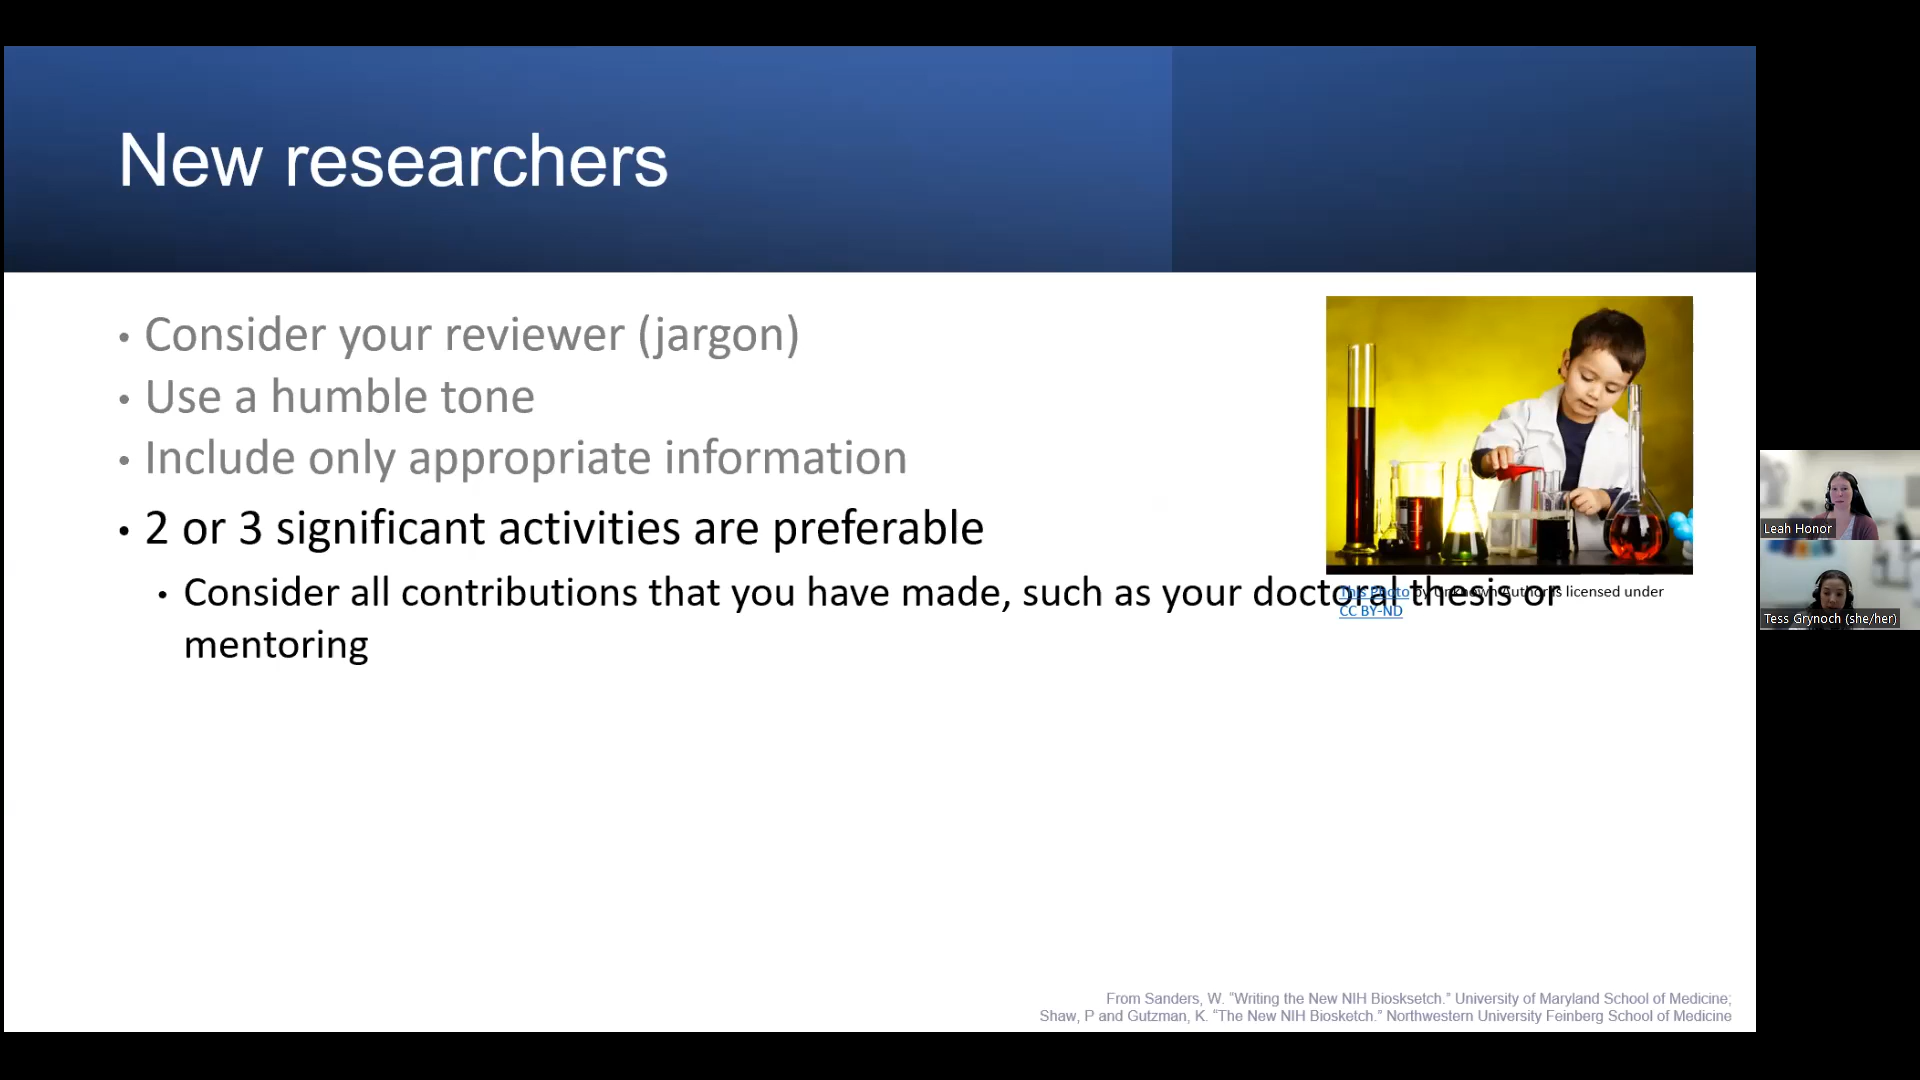 New researchers
• Consider your reviewer (jargon)
• Use a humble tone
• Include only appropriate information
• 2 or 3 significant activities are preferable
• Consider all contributions that you have made, such as your doctoral thesis or
mentoring
This Photo by Unknown Author is licensed under
CC BY-ND
Leah Honor
Tess Grynoch (she/her)
From Sanders, W. “Writing the New NIH Biosksetch.” University of Maryland School of Medicine;
Shaw, P and Gutzman, K. “The New NIH Biosketch.” Northwestern University Feinberg School of Medicine